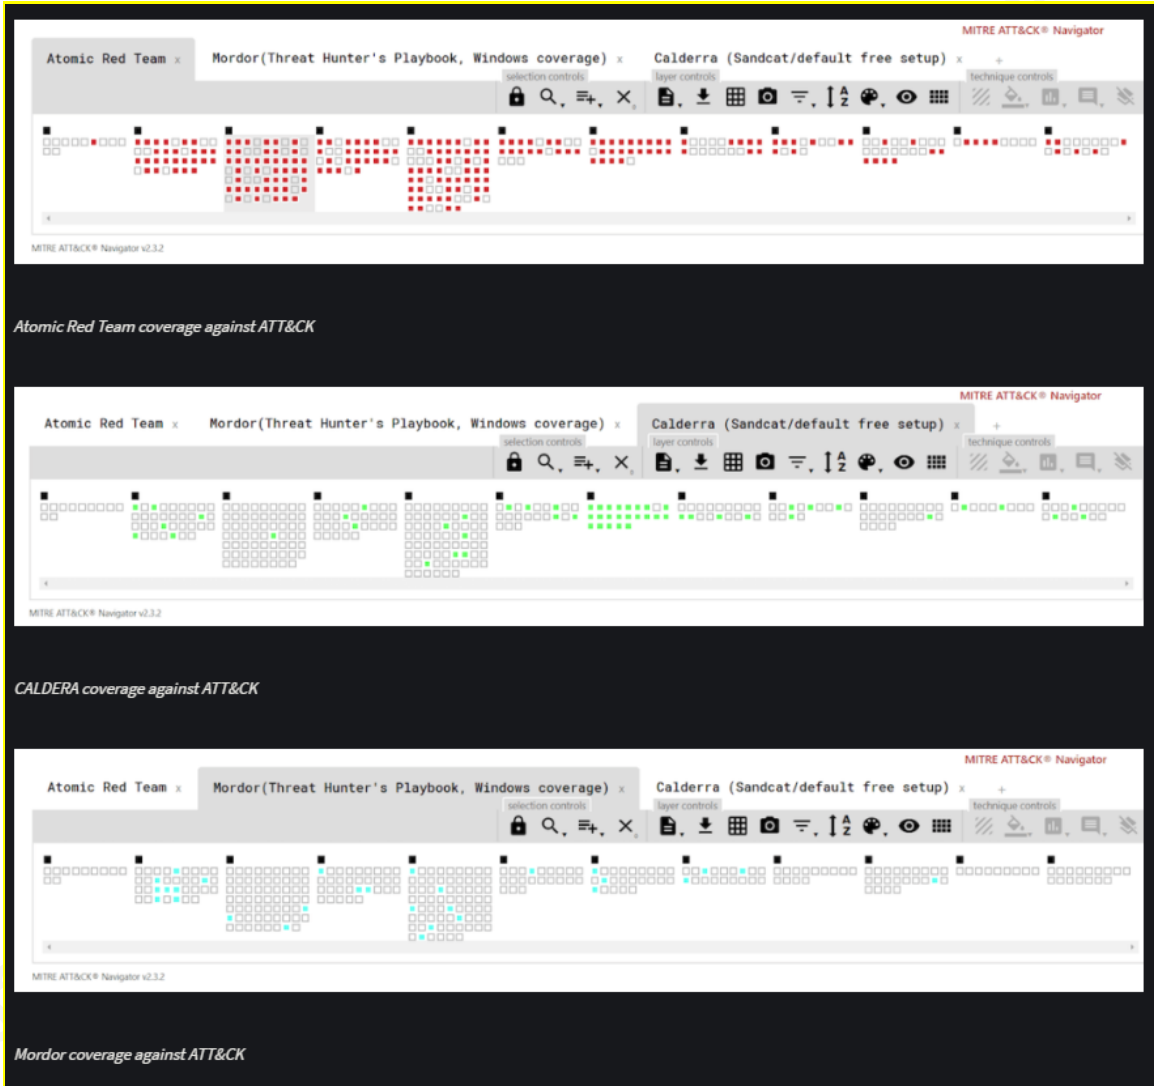 MITRE ATT&CK® Navigator
Atomic Red Team x Mordor(Threat Hunter's Playbook, Windows coverage) x Calderra (Sandcat/default free setup) x +
selection controls layer controls technique controls
MITRE ATT&CK® Navigator v2.3.2
Atomic Red Team coverage against ATT&CK
MITRE ATT&CK® Navigator
Atomic Red Team x Mordor(Threat Hunter's Playbook, Windows coverage) x Calderra (Sandcat/default free setup) x +
selection controls layer controls technique controls
MITRE ATT&CK® Navigator v2.3.2
CALDERA coverage against ATT&CK
MITRE ATT&CK® Navigator
Atomic Red Team x Mordor(Threat Hunter's Playbook, Windows coverage) x Calderra (Sandcat/default free setup) x +
selection controls layer controls technique controls
MITRE ATT&CK® Navigator v2.3.2
Mordor coverage against ATT&CK